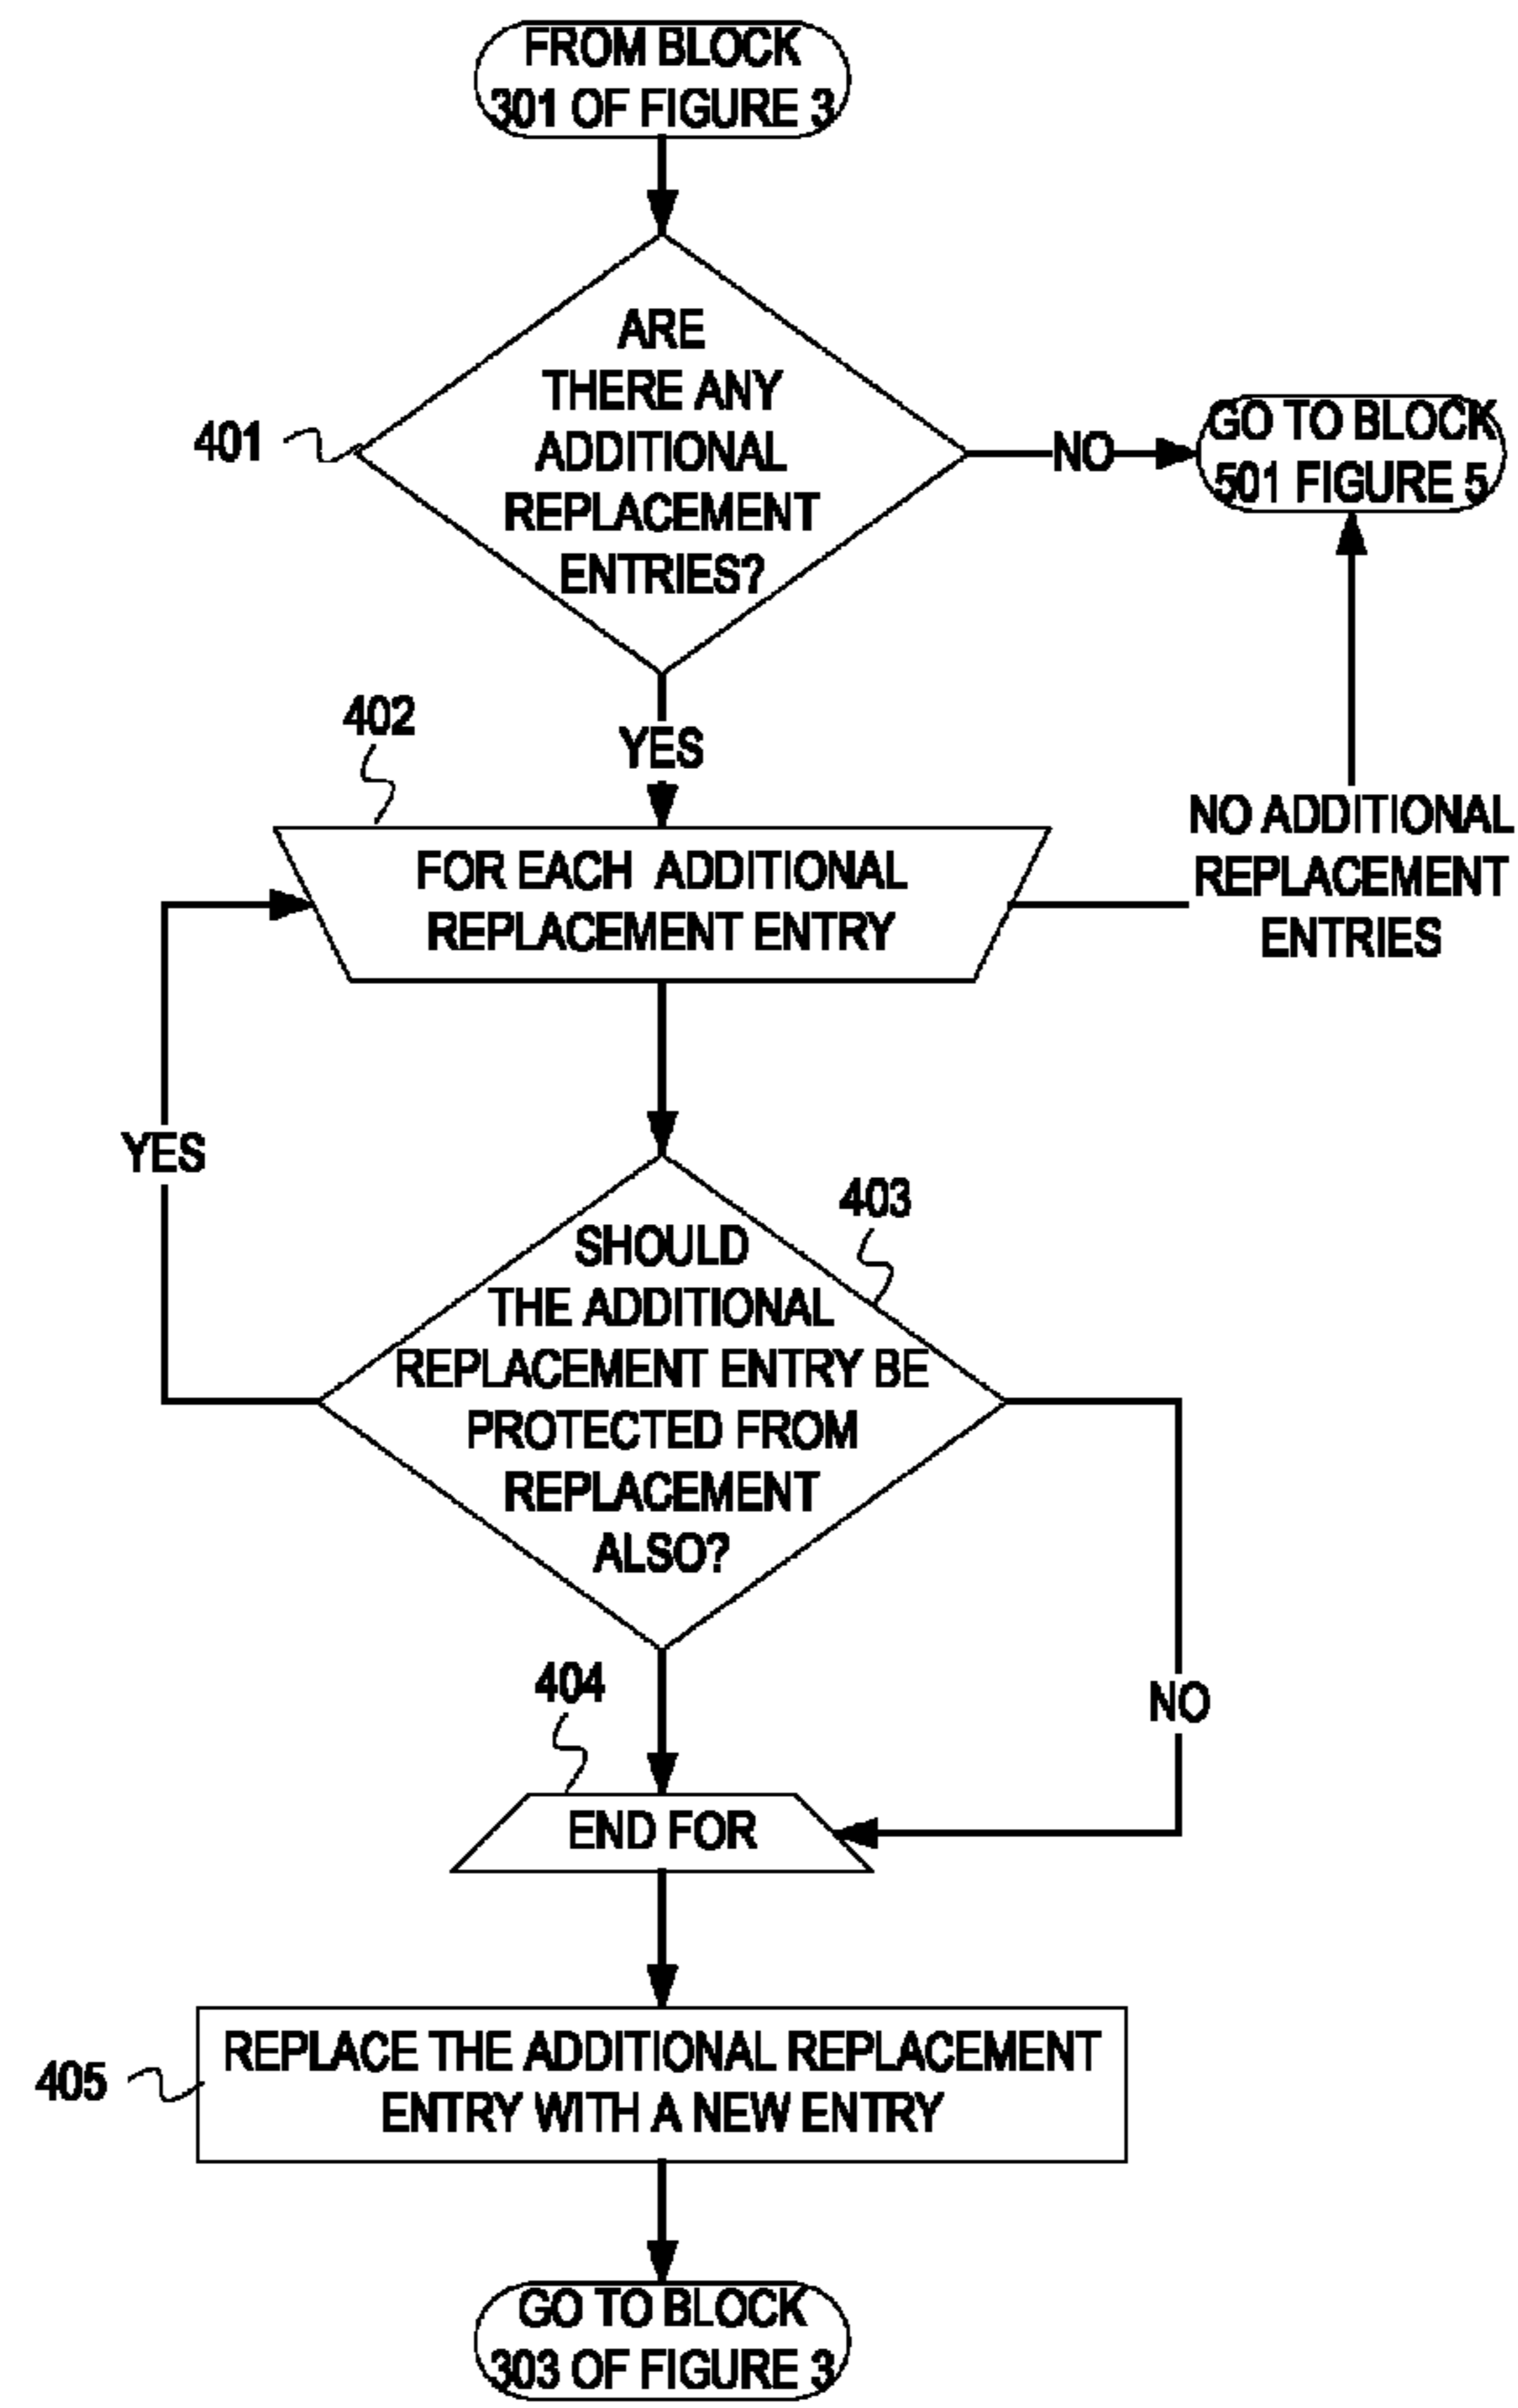 FROM BLOCK
301 OF FIGURE 3
ARE
THERE ANY
ADDITIONAL
REPLACEMENT
ENTRIES?
401
NO
GO TO BLOCK
501 FIGURE 5
YES
402
FOR EACH ADDITIONAL
REPLACEMENT ENTRY
NO ADDITIONAL
REPLACEMENT
ENTRIES
YES
403
SHOULD
THE ADDITIONAL
REPLACEMENT ENTRY BE
PROTECTED FROM
REPLACEMENT
ALSO?
NO
404
END FOR
405
REPLACE THE ADDITIONAL REPLACEMENT
ENTRY WITH A NEW ENTRY
GO TO BLOCK
303 OF FIGURE 3